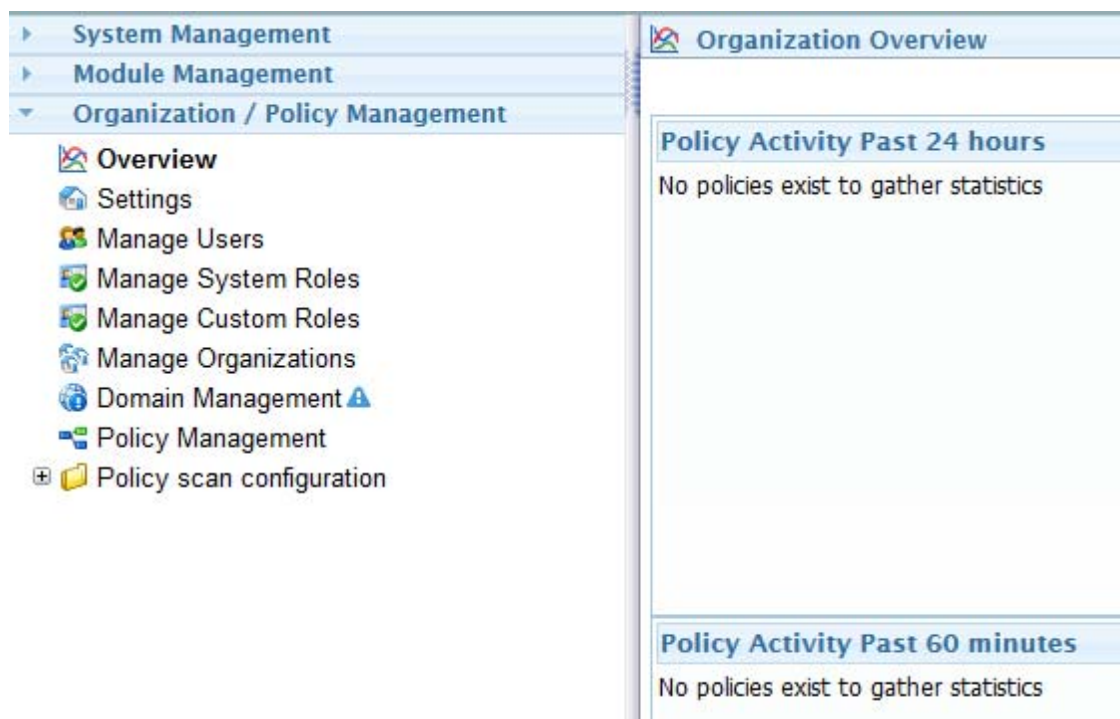 System Management
Module Management
Organization / Policy Management
Overview
Settings
Manage Users
Manage System Roles
Manage Custom Roles
Manage Organizations
Domain Management
Policy Management
Policy scan configuration
Organization Overview
Policy Activity Past 24 hours
No policies exist to gather statistics
Policy Activity Past 60 minutes
No policies exist to gather statistics